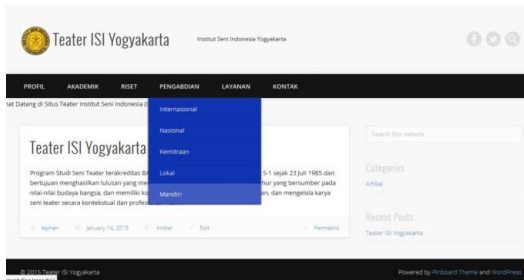 Teater ISI Yogyakarta
Institut Seni Indonesia Yogyakarta
PROFIL AKADEMIK RISET PENGABDIAN LAYANAN KONTAK
mat Datang di Situs Teater Institut Seni Indonesia
Internasional
Nasional
Kemitraan
Lokal
Mandiri
Teater ISI Yogyakarta
Program Studi Seni Teater terakreditas S-1 sejak 23 Juli 1985 dan
bertujuan menghasilkan lulusan yang hur yang bersumber pada
nilai-nilai budaya bangsa, dan memiliki an, dan mengelola karya
seni teater secara kontekstual dan
lephen January 14, 2015 Artikel Edit Permalink
Search this website
Categories
Artikel
Recent Posts
Teater ISI Yogyakarta
© 2015 Teater ISI Yogyakarta
Powered by Pinboard Theme and WordPress